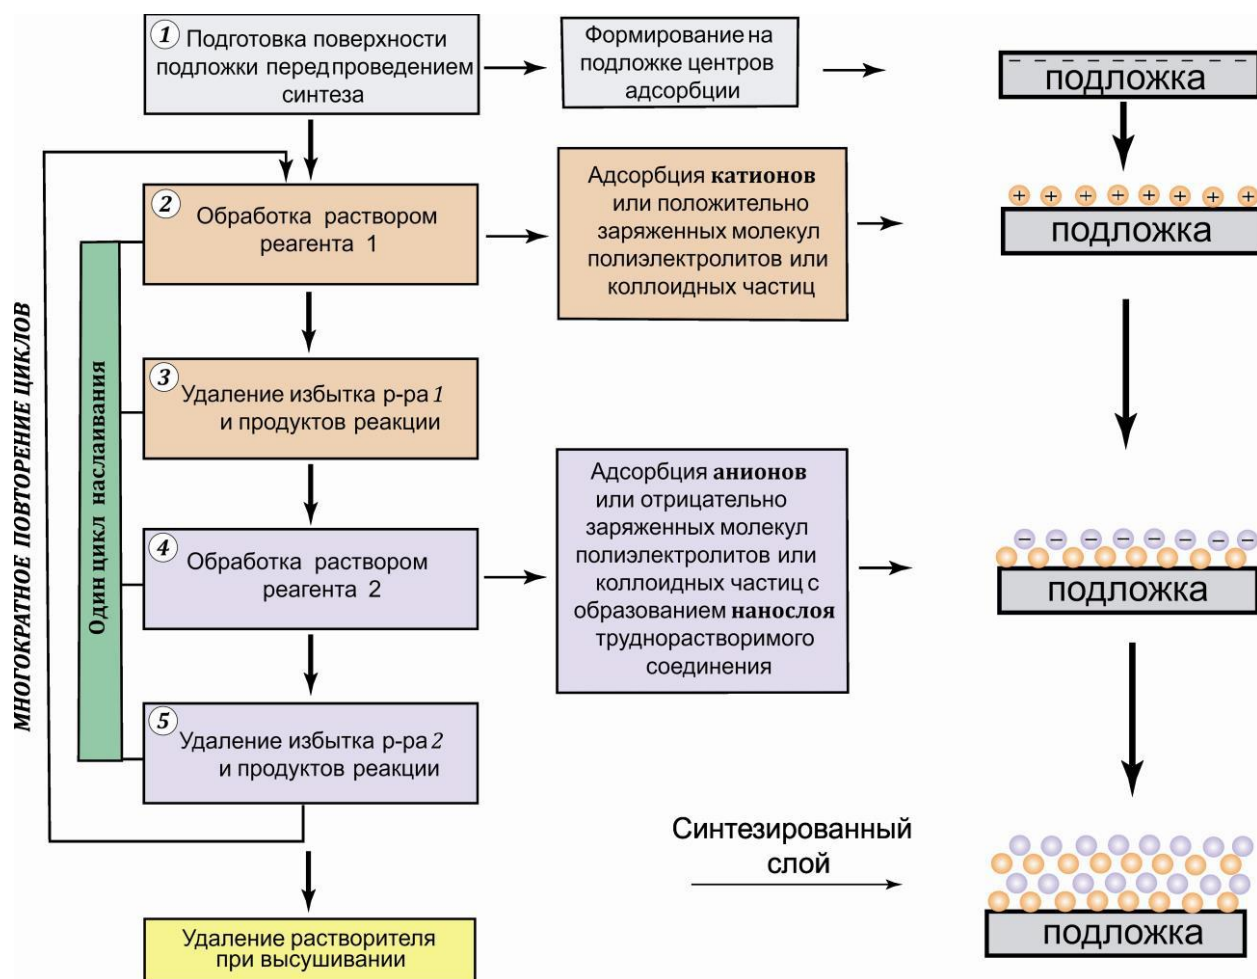 1 Подготовка поверхности
подложки перед проведением
синтеза
Формирование на
подложке центров
адсорбции
– – – – – – – – – – –
подложка
2 Обработка раствором
реагента 1
Адсорбция катионов
или положительно
заряженных молекул
полиэлектролитов или
коллоидных частиц
+ + + + + + + +
подложка
3 Удаление избытка р-ра 1
и продуктов реакции
4 Обработка раствором
реагента 2
Адсорбция анионов
или отрицательно
заряженных молекул
полиэлектролитов или
коллоидных частиц с
образованием нанослоя
труднорастворимого
соединения
– – – – – – – –
подложка
5 Удаление избытка р-ра 2
и продуктов реакции
Один цикл наслаивания
МНОГОКРАТНОЕ ПОВТОРЕНИЕ ЦИКЛОВ
Удаление растворителя
при высушивании
Синтезированный
слой
подложка